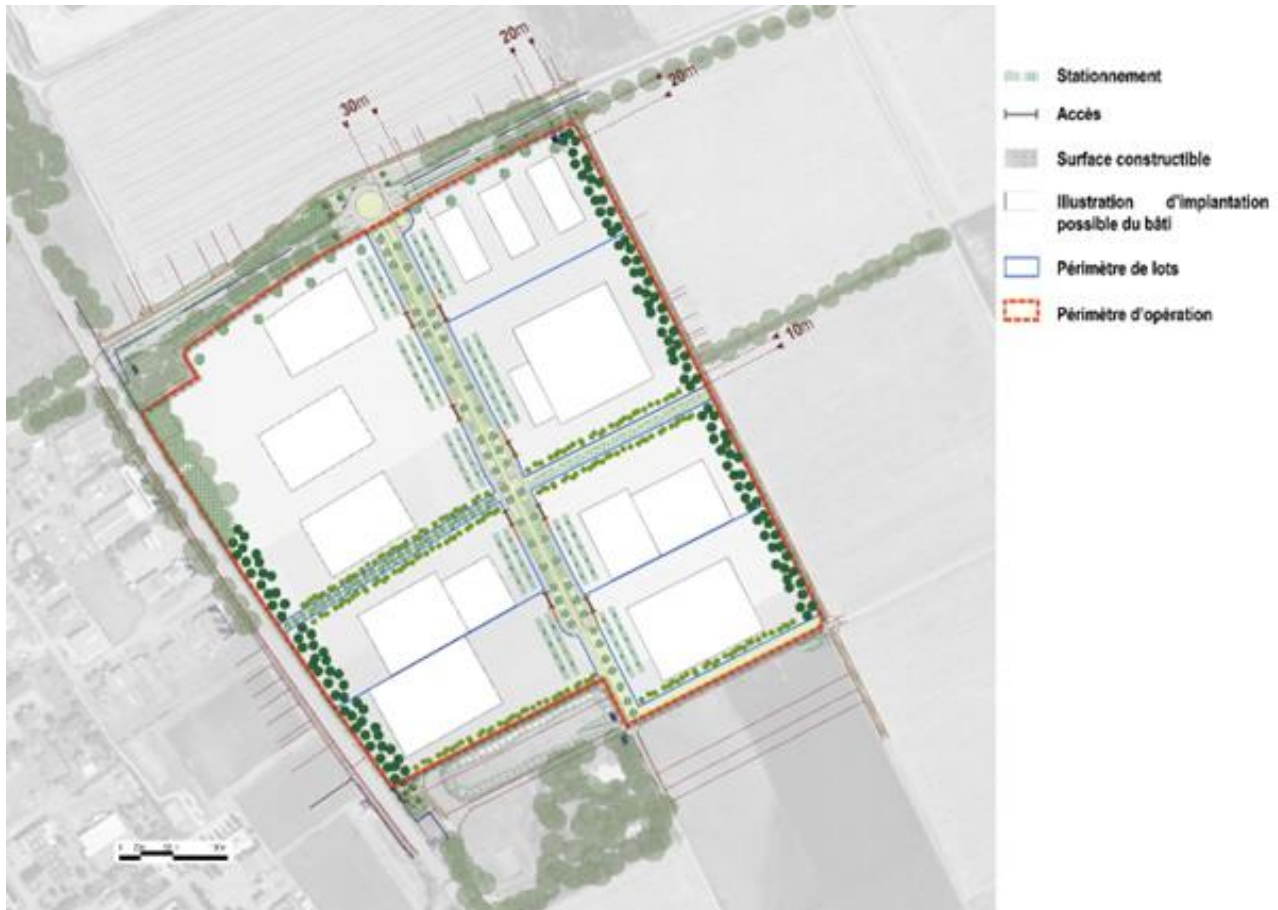 20m
20m
30m
10m
Stationnement
Accès
Surface constructible
Illustration d'implantation
possible du bâti
Périmètre de lots
Périmètre d'opération